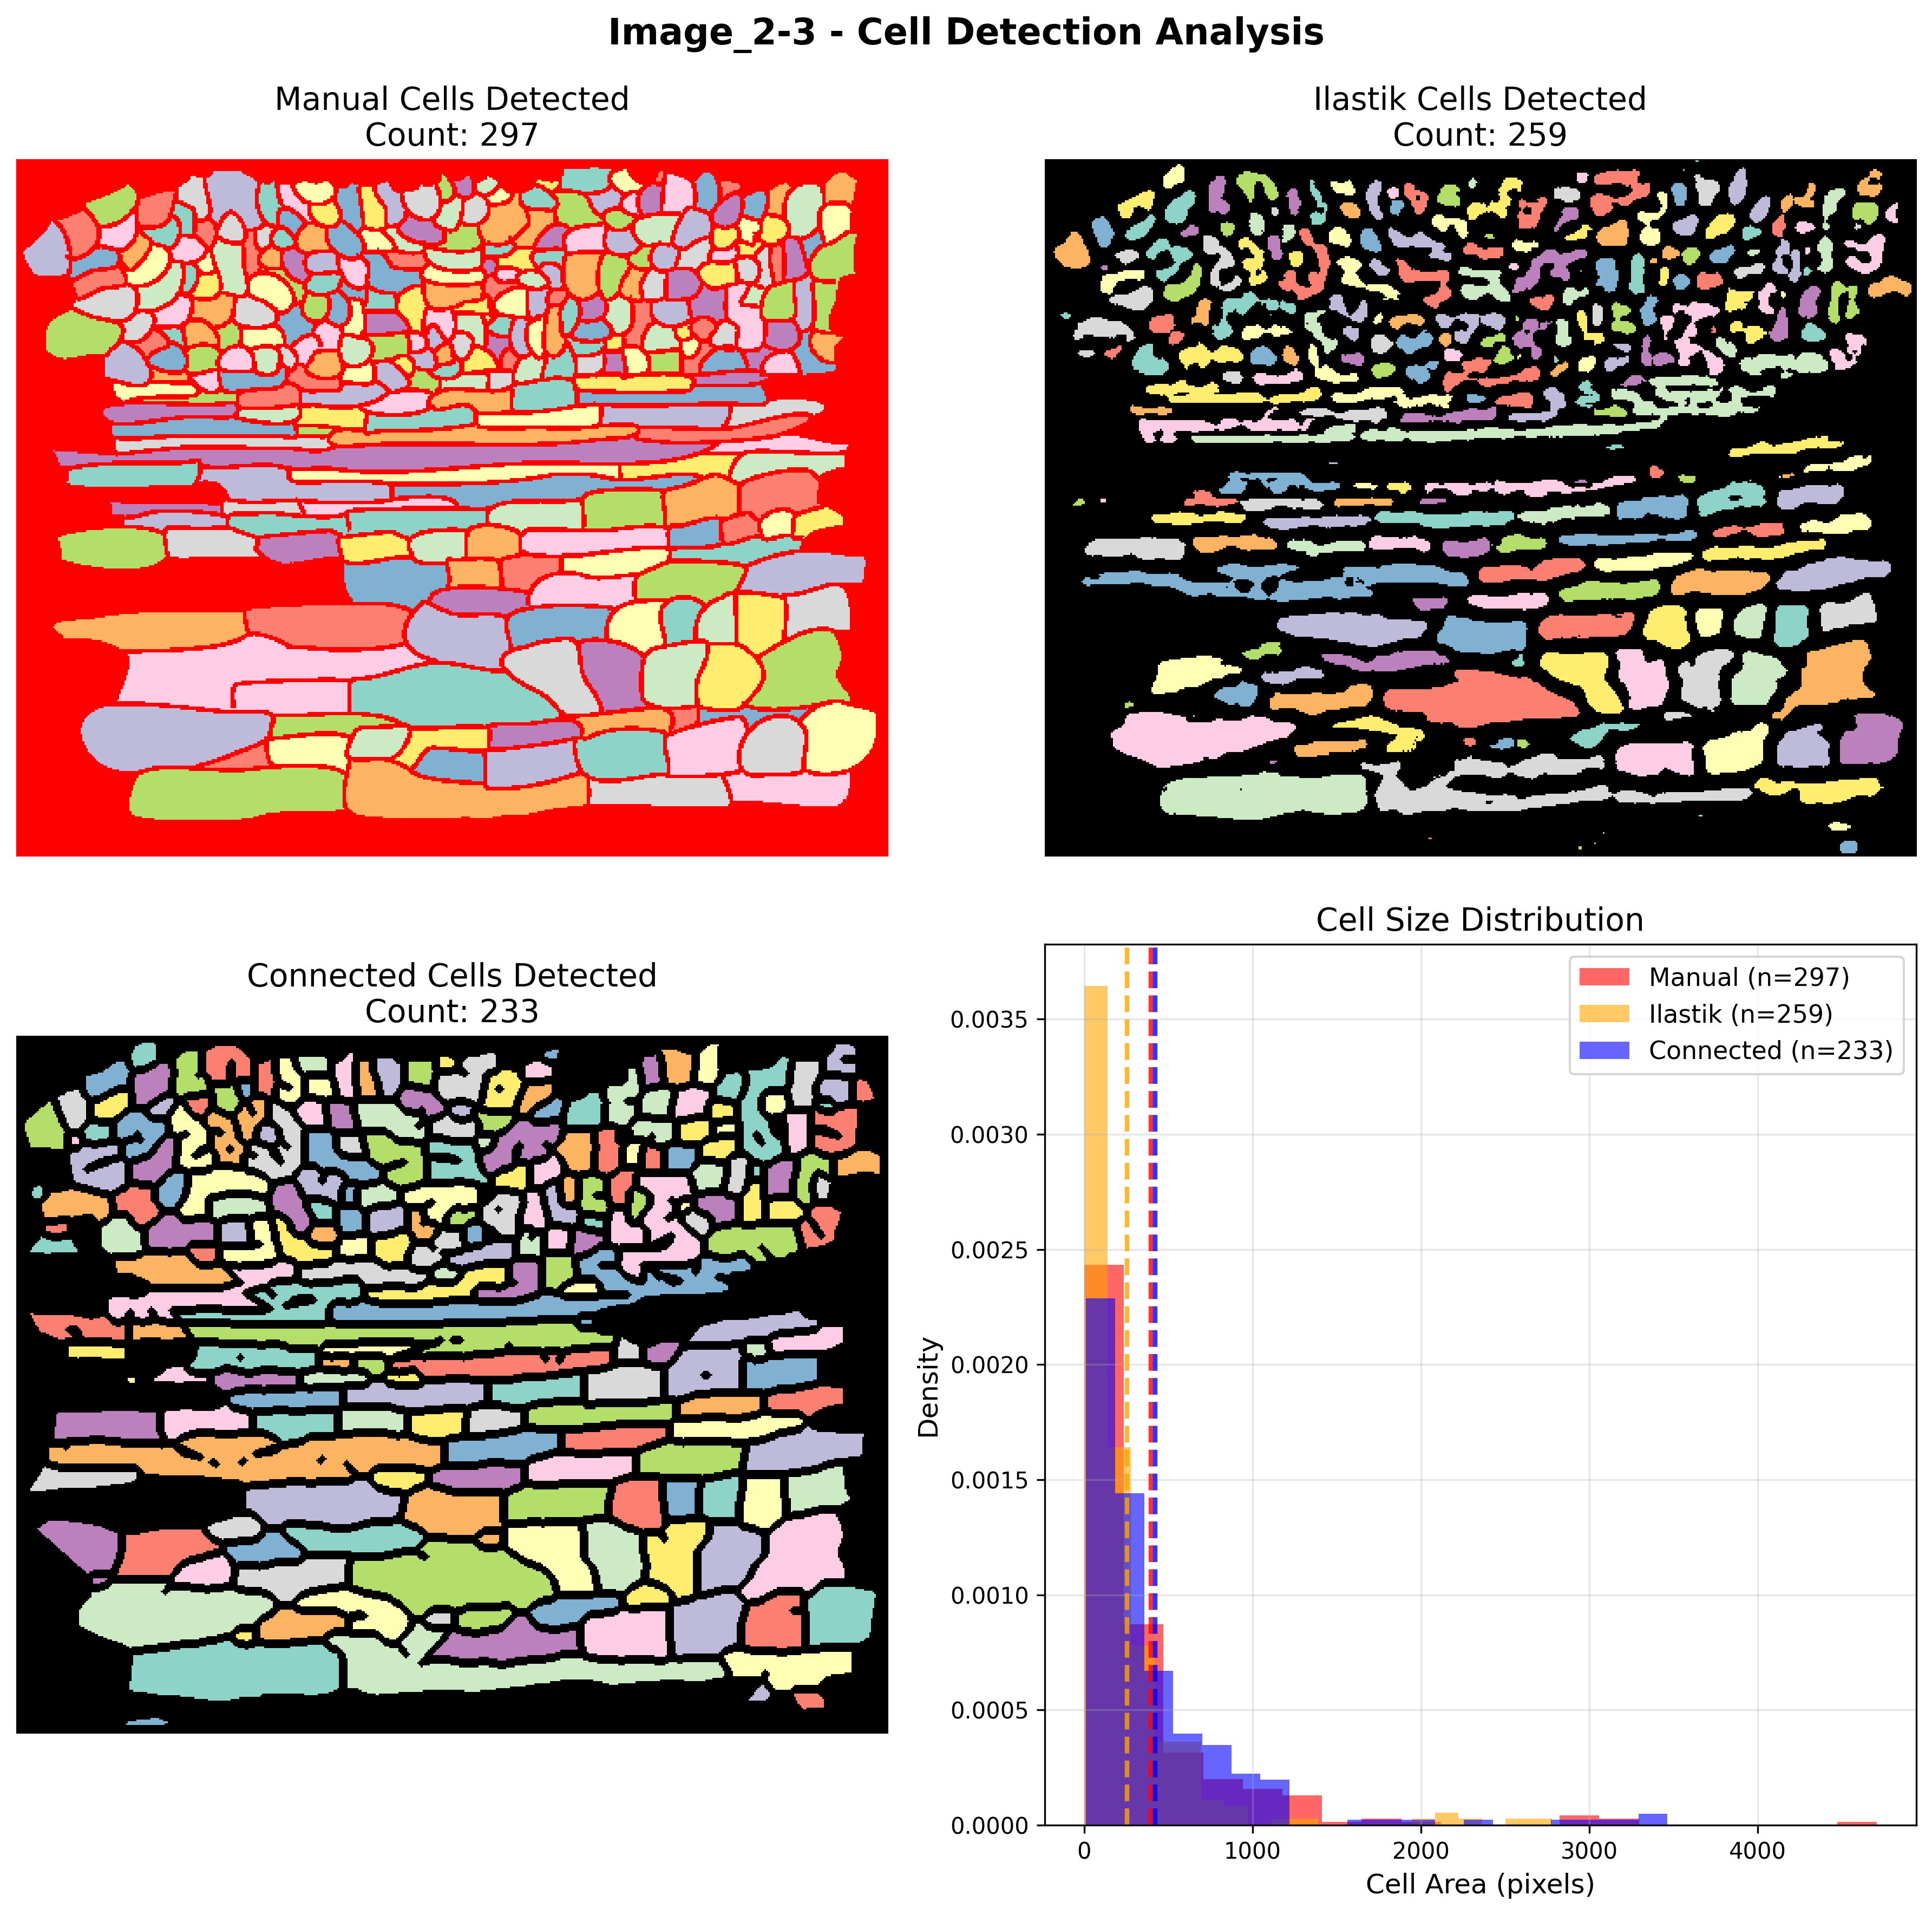 Image_2-3 - Cell Detection Analysis
Manual Cells Detected
Count: 297
Ilastik Cells Detected
Count: 259
Connected Cells Detected
Count: 233
Cell Size Distribution
Manual (n=297)
Ilastik (n=259)
Connected (n=233)
Density
0.0035
0.0030
0.0025
0.0020
0.0015
0.0010
0.0005
0.0000
0
1000
2000
3000
4000
Cell Area (pixels)